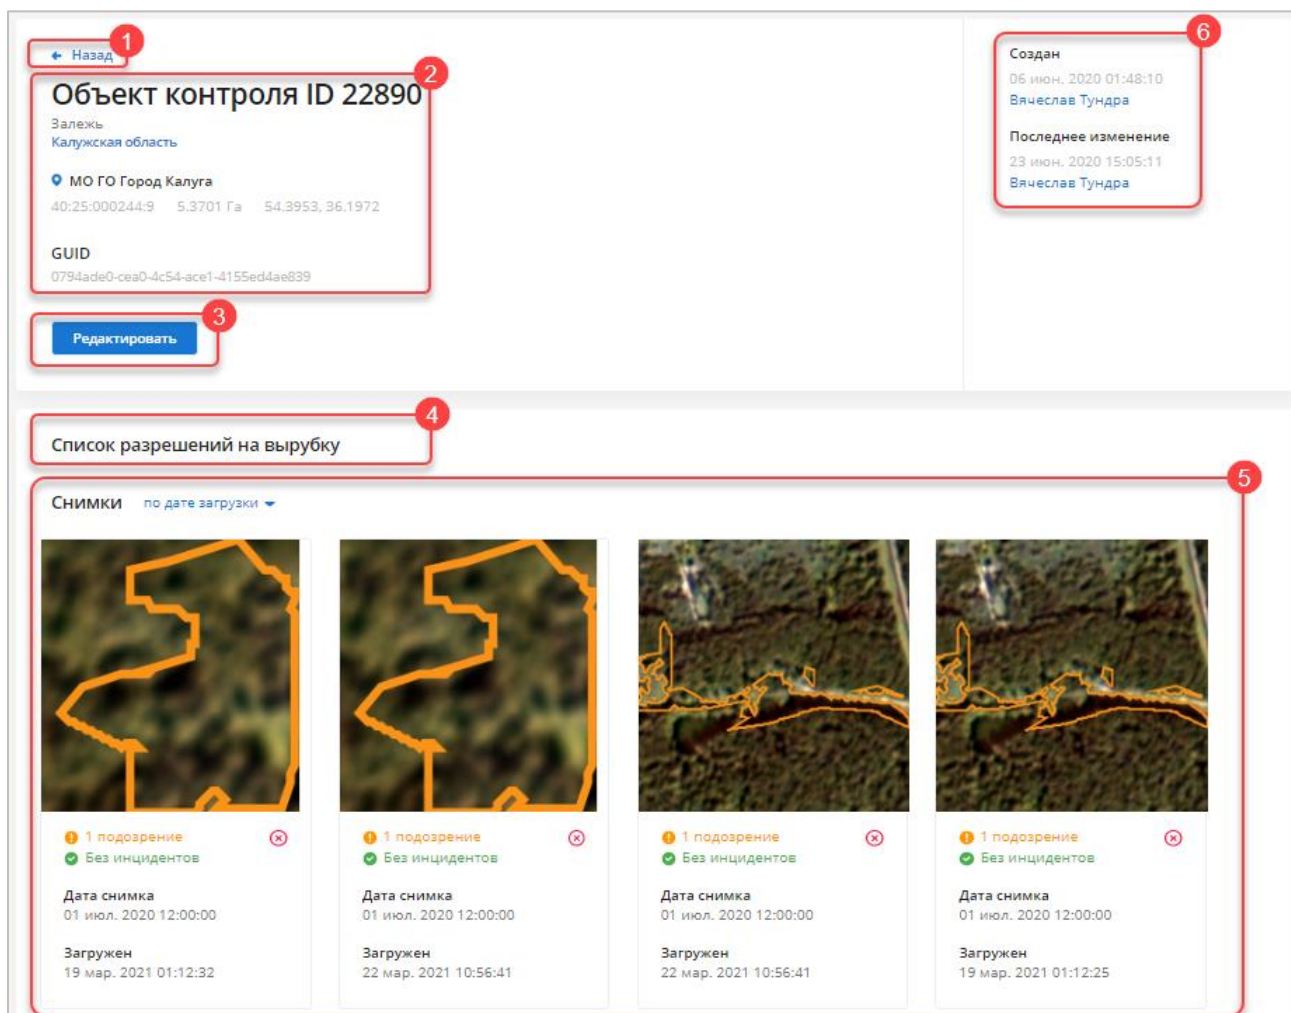 1
← Назад
2
Объект контроля ID 22890
Залежь
Калужская область
МО ГО Город Калуга
40:25:000244:9 5.3701 Га 54.3953, 36.1972
GUID
0794ade0-cea0-4c54-ace1-4155ed4ae839
3
Редактировать
6
Создан
06 июн. 2020 01:48:10
Вячеслав Тундра
Последнее изменение
23 июн. 2020 15:05:11
Вячеслав Тундра
4
Список разрешений на вырубку
5
Снимки по дате загрузки
1 подозрение
Без инцидентов
Дата снимка
01 июл. 2020 12:00:00
Загружен
19 мар. 2021 01:12:32
1 подозрение
Без инцидентов
Дата снимка
01 июл. 2020 12:00:00
Загружен
22 мар. 2021 10:56:41
1 подозрение
Без инцидентов
Дата снимка
01 июл. 2020 12:00:00
Загружен
22 мар. 2021 10:56:41
1 подозрение
Без инцидентов
Дата снимка
01 июл. 2020 12:00:00
Загружен
19 мар. 2021 01:12:25